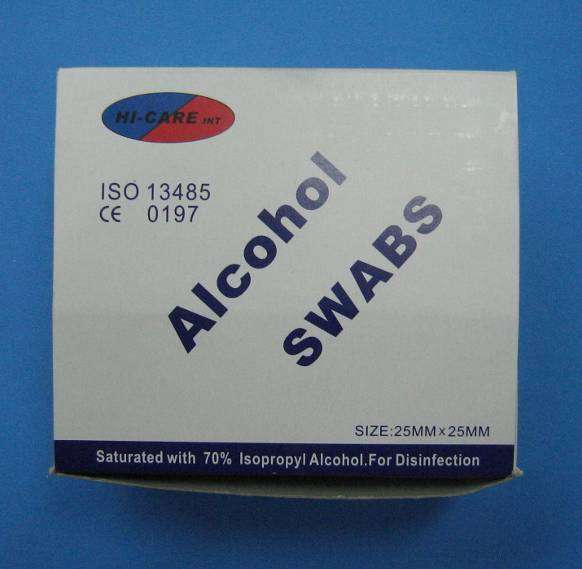 HI-CARE INT
ISO 13485
CE 0197
Alcohol
SWABS
SIZE:25MM×25MM
Saturated with 70% Isopropyl Alcohol.For Disinfection